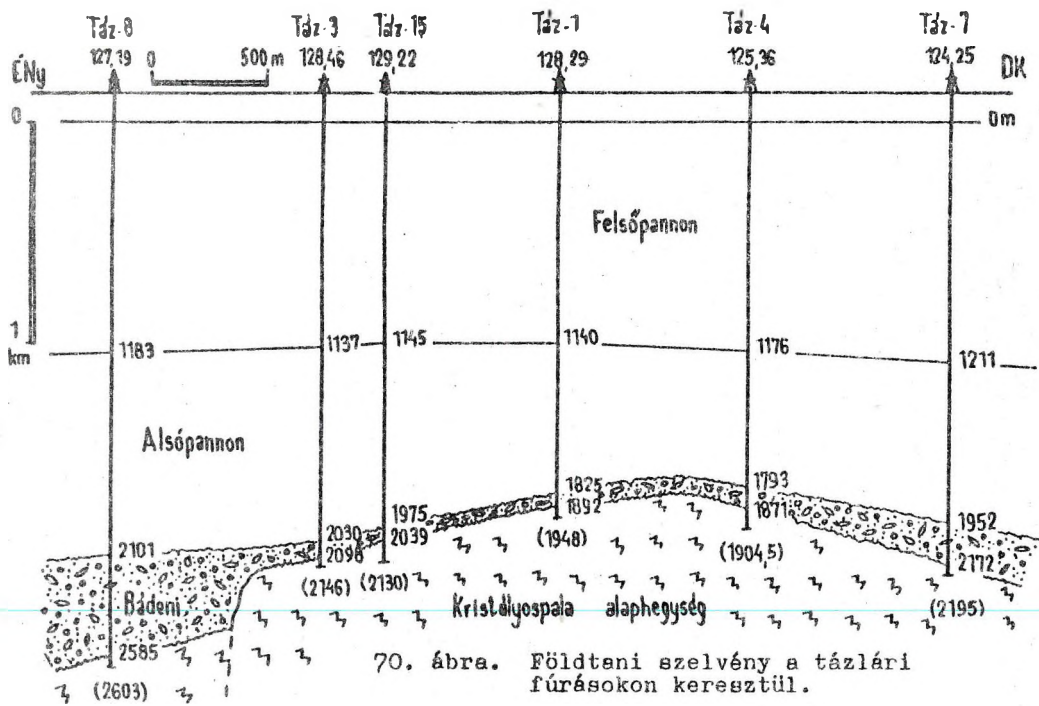 Táz-8 Táz-3 Táz-15 Táz-1 Táz-4 Táz-7
127,19 0 500 m 128,46 129,22 128,29 125,36 124,25
ÉNy DK
0 0m
Felsőpannon
1 km
1183 1137 1145 1140 1176 1211
Alsópannon
1825 1793
1892 1871
1975 1952
2030 2039 (1948) (1904,5)
2101 2098 2172
(2146) (2130) (2195)
Bádeni Kristályospala alaphegység
2585
(2603)
70. ábra. Földtani szelvény a tázlári
fúrásokon keresztül.